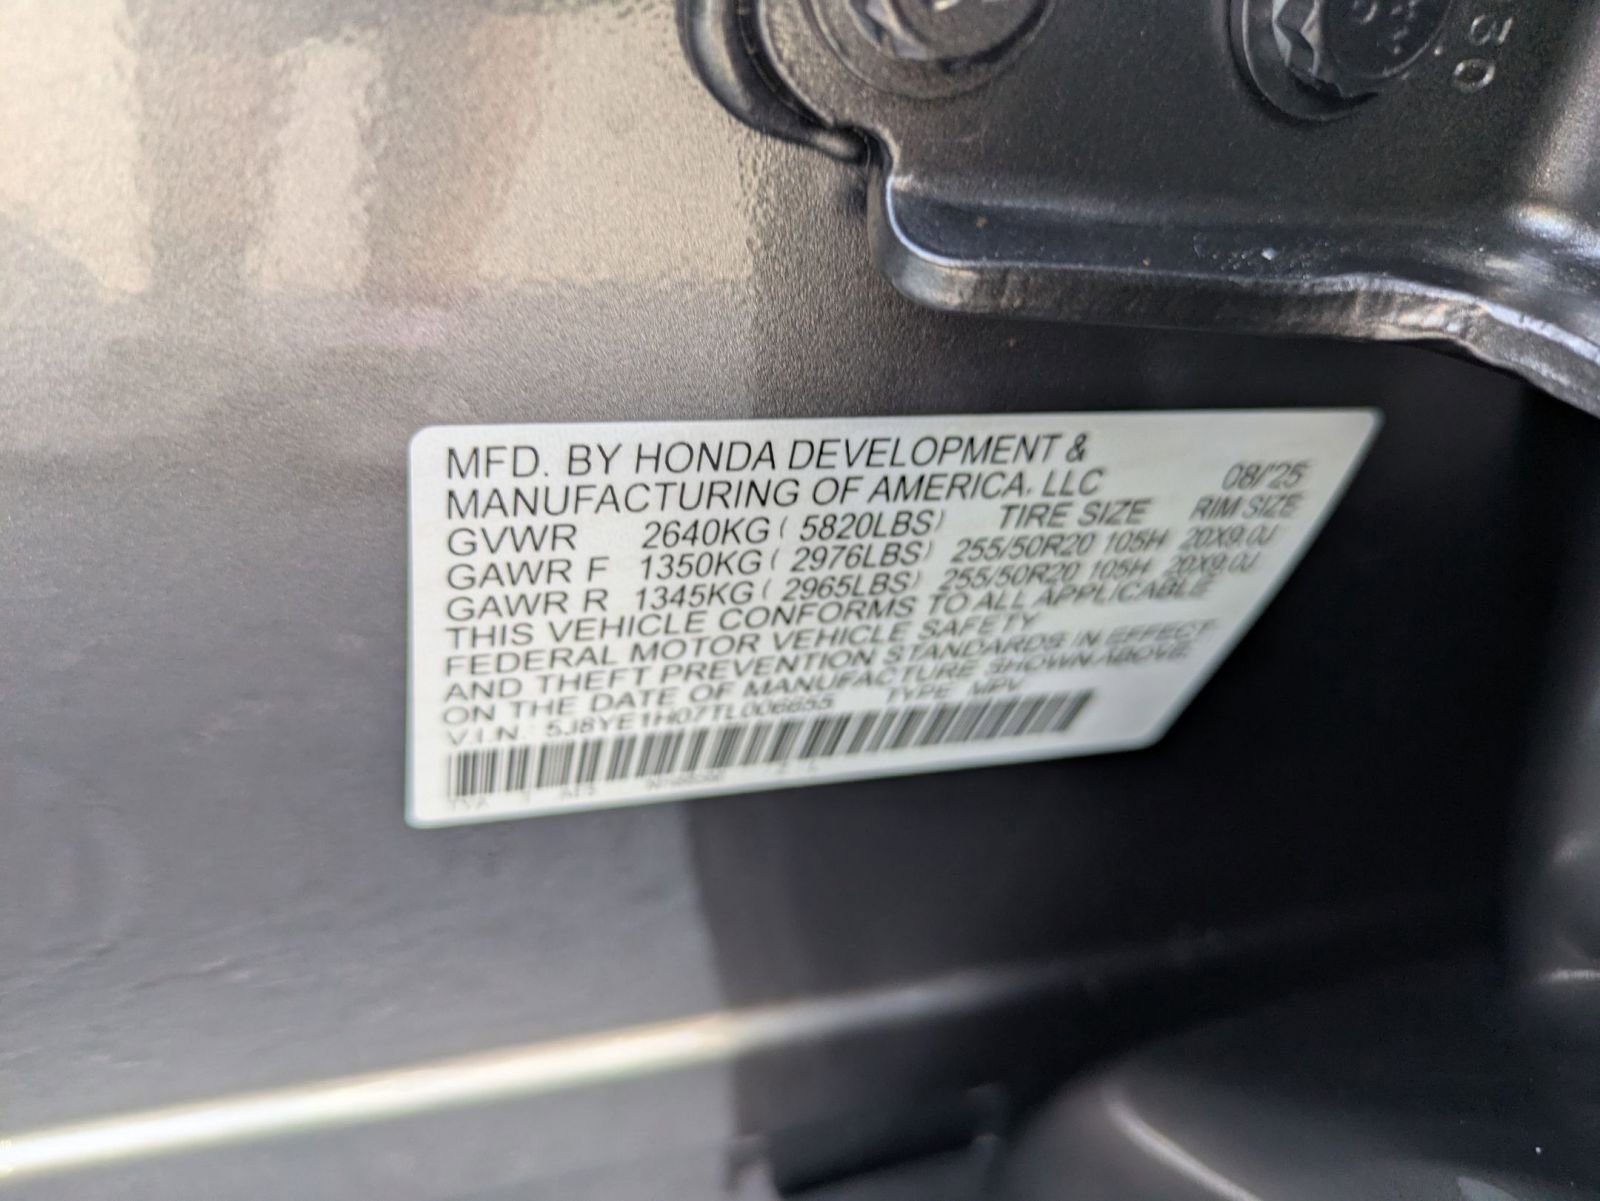 30
MFD. BY HONDA DEVELOPMENT &
MANUFACTURING OF AMERICA, LLC 08/'25
GVWR 2640KG ( 5820LBS) TIRE SIZE RIM SIZE
GAWR F 1350KG ( 2976LBS) 255/50R20 105H 20X9.0J
GAWR R 1345KG ( 2965LBS) 255/50R20 105H 20X9.0J
THIS VEHICLE CONFORMS TO ALL APPLICABLE
FEDERAL MOTOR VEHICLE SAFETY
AND THEFT PREVENTION STANDARDS IN EFFECT
ON THE DATE OF MANUFACTURE SHOWN ABOVE.
V.I.N.: 5J8YE1H07TL006655 TYPE: MPV